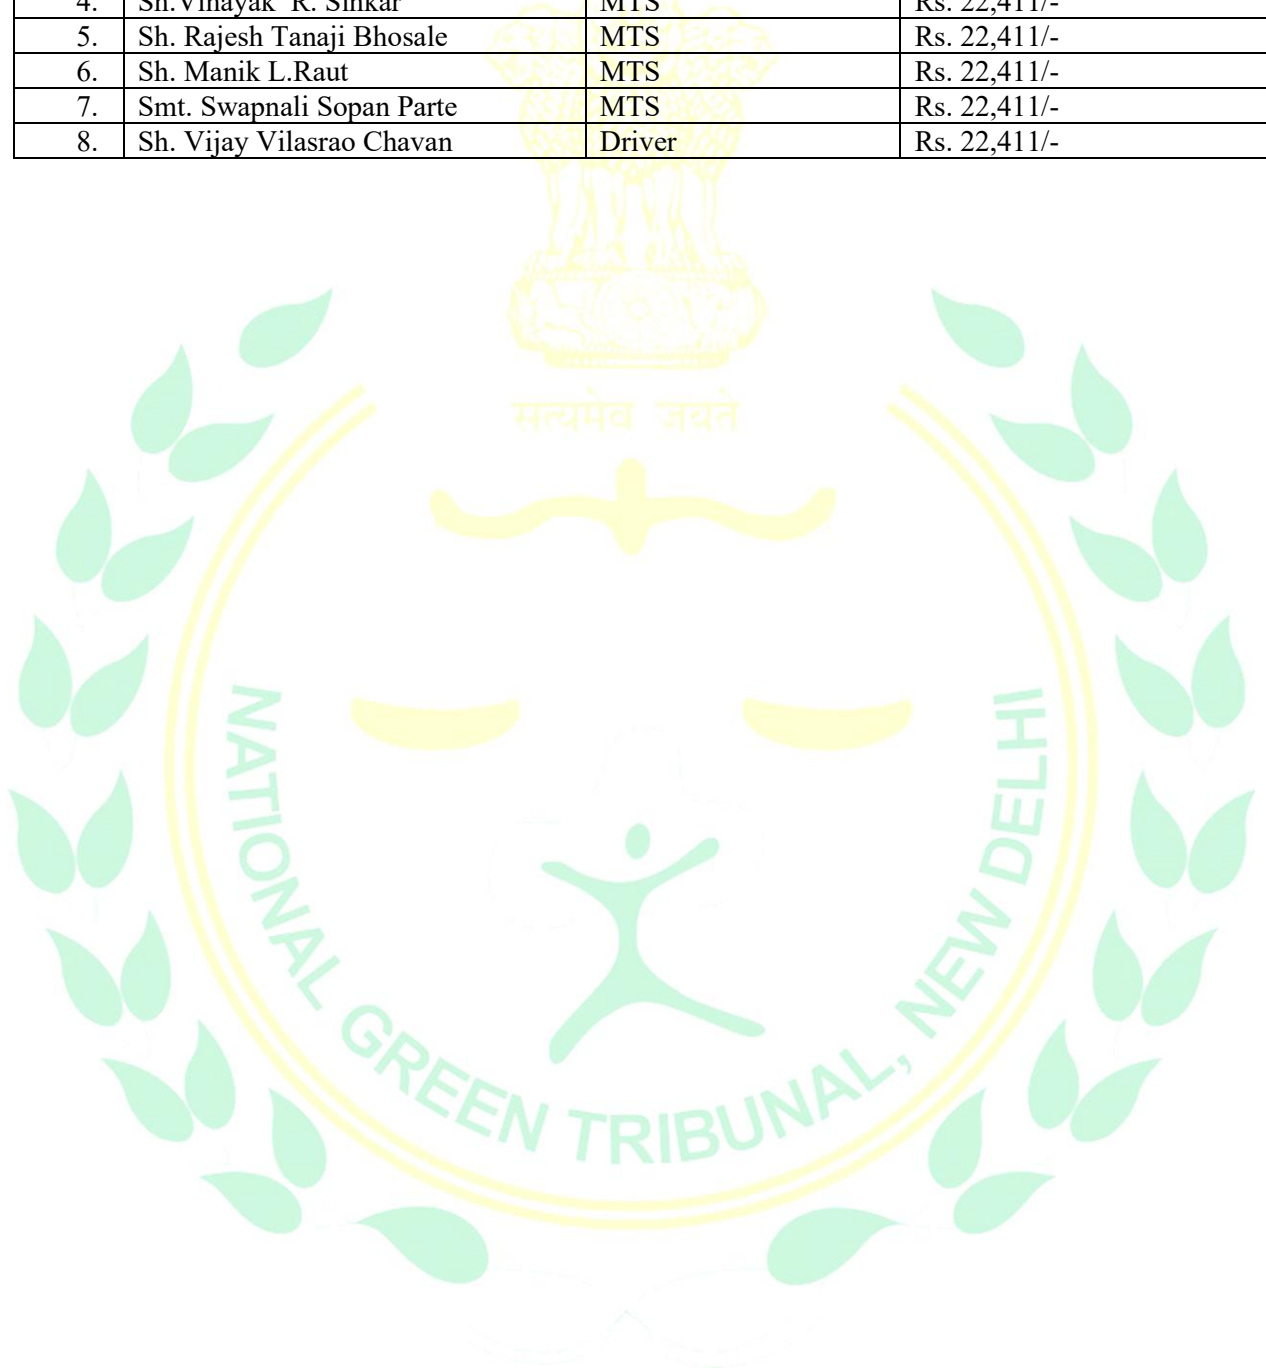 4. Sh.Vinayak R. Sinkar MTS Rs. 22,411/-
5. Sh. Rajesh Tanaji Bhosale MTS Rs. 22,411/-
6. Sh. Manik L.Raut MTS Rs. 22,411/-
7. Smt. Swapnali Sopan Parte MTS Rs. 22,411/-
8. Sh. Vijay Vilasrao Chavan Driver Rs. 22,411/-
सत्यमेव जयते
NATIONAL GREEN TRIBUNAL, NEW DELHI